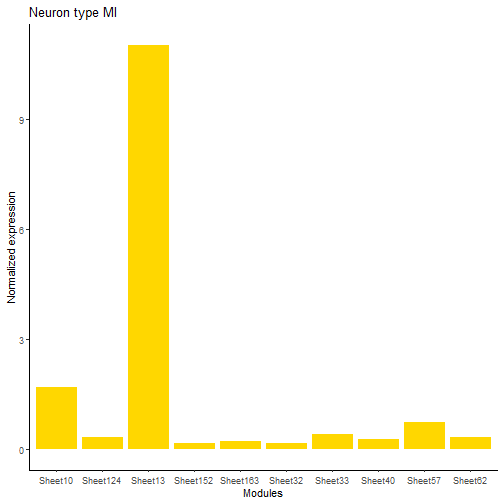 Neuron type MI
Normalized expression
9
6
3
0
Sheet10 Sheet124 Sheet13 Sheet152 Sheet163 Sheet32 Sheet33 Sheet40 Sheet57 Sheet62
Modules